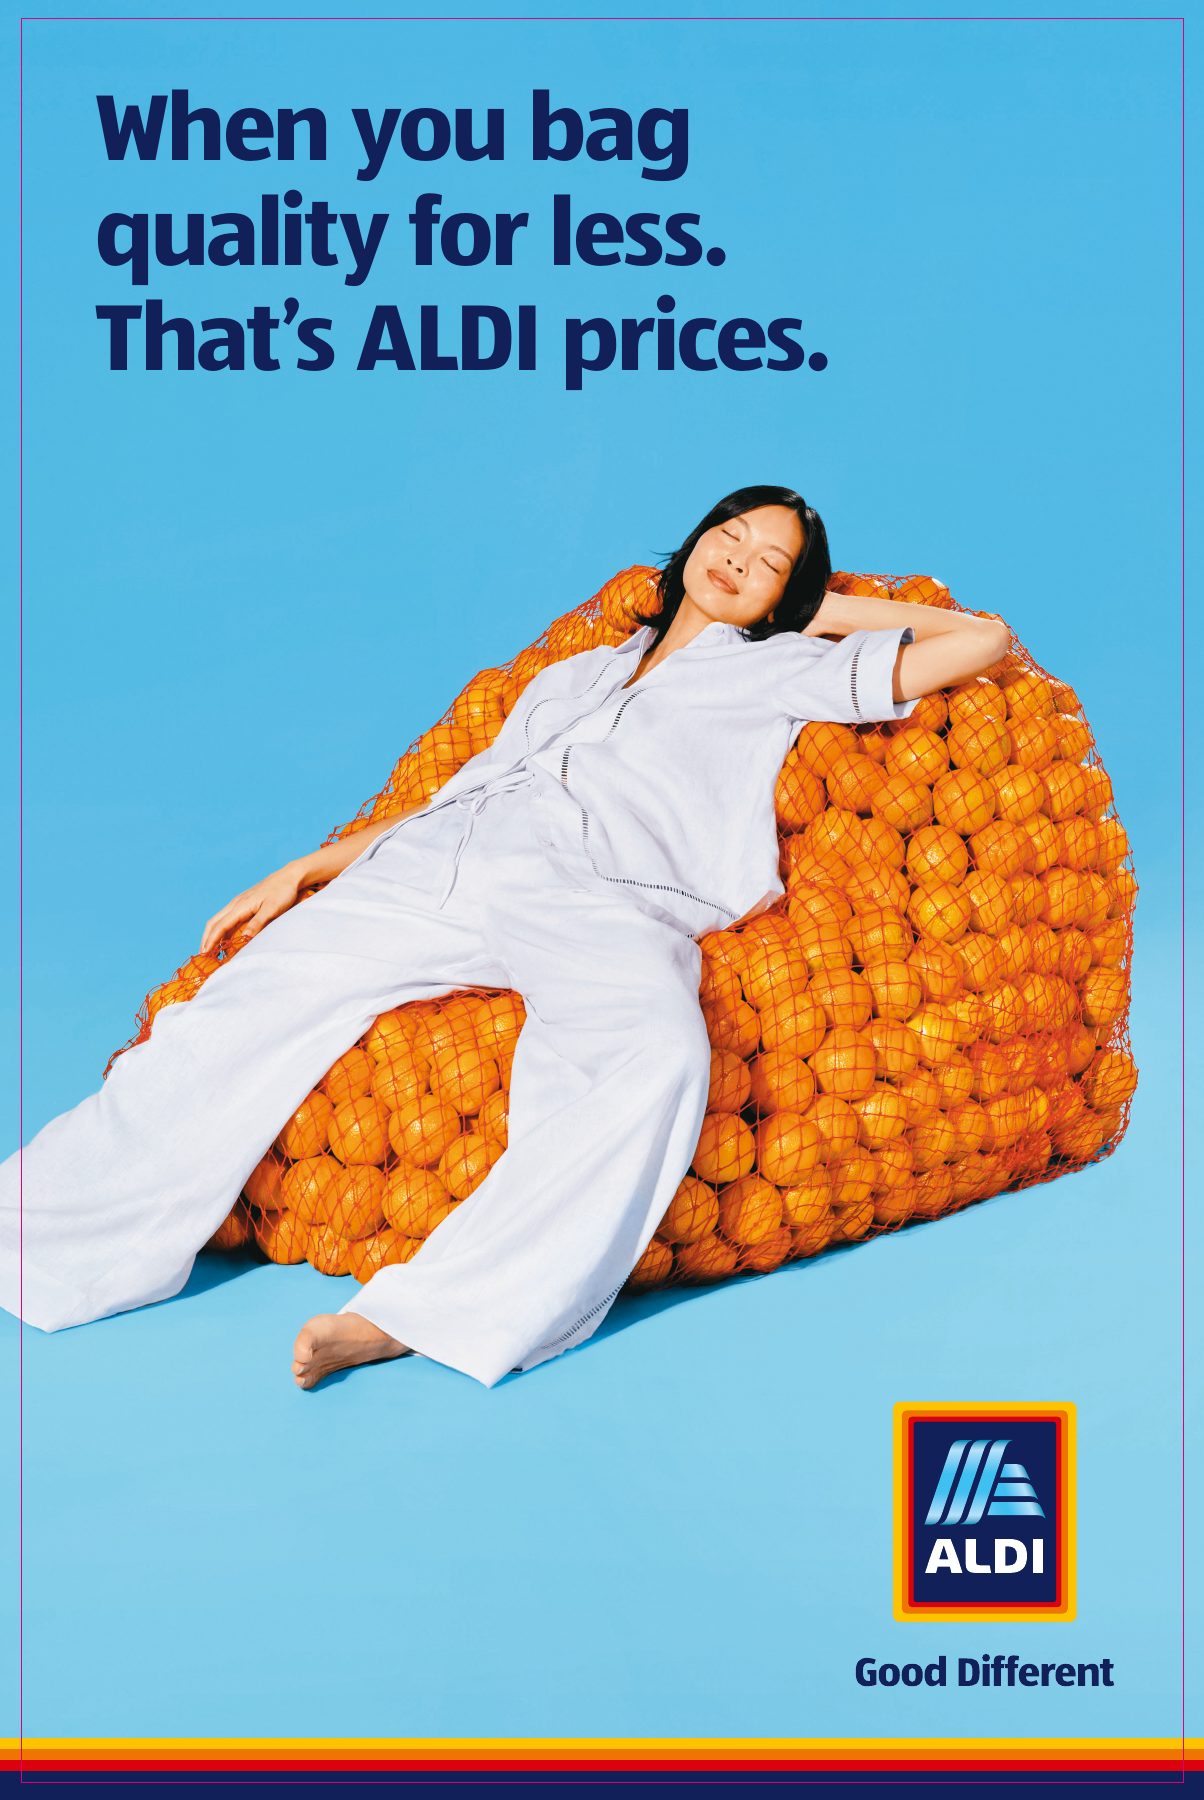 When you bag
quality for less.
That’s ALDI prices.
ALDI
Good Different